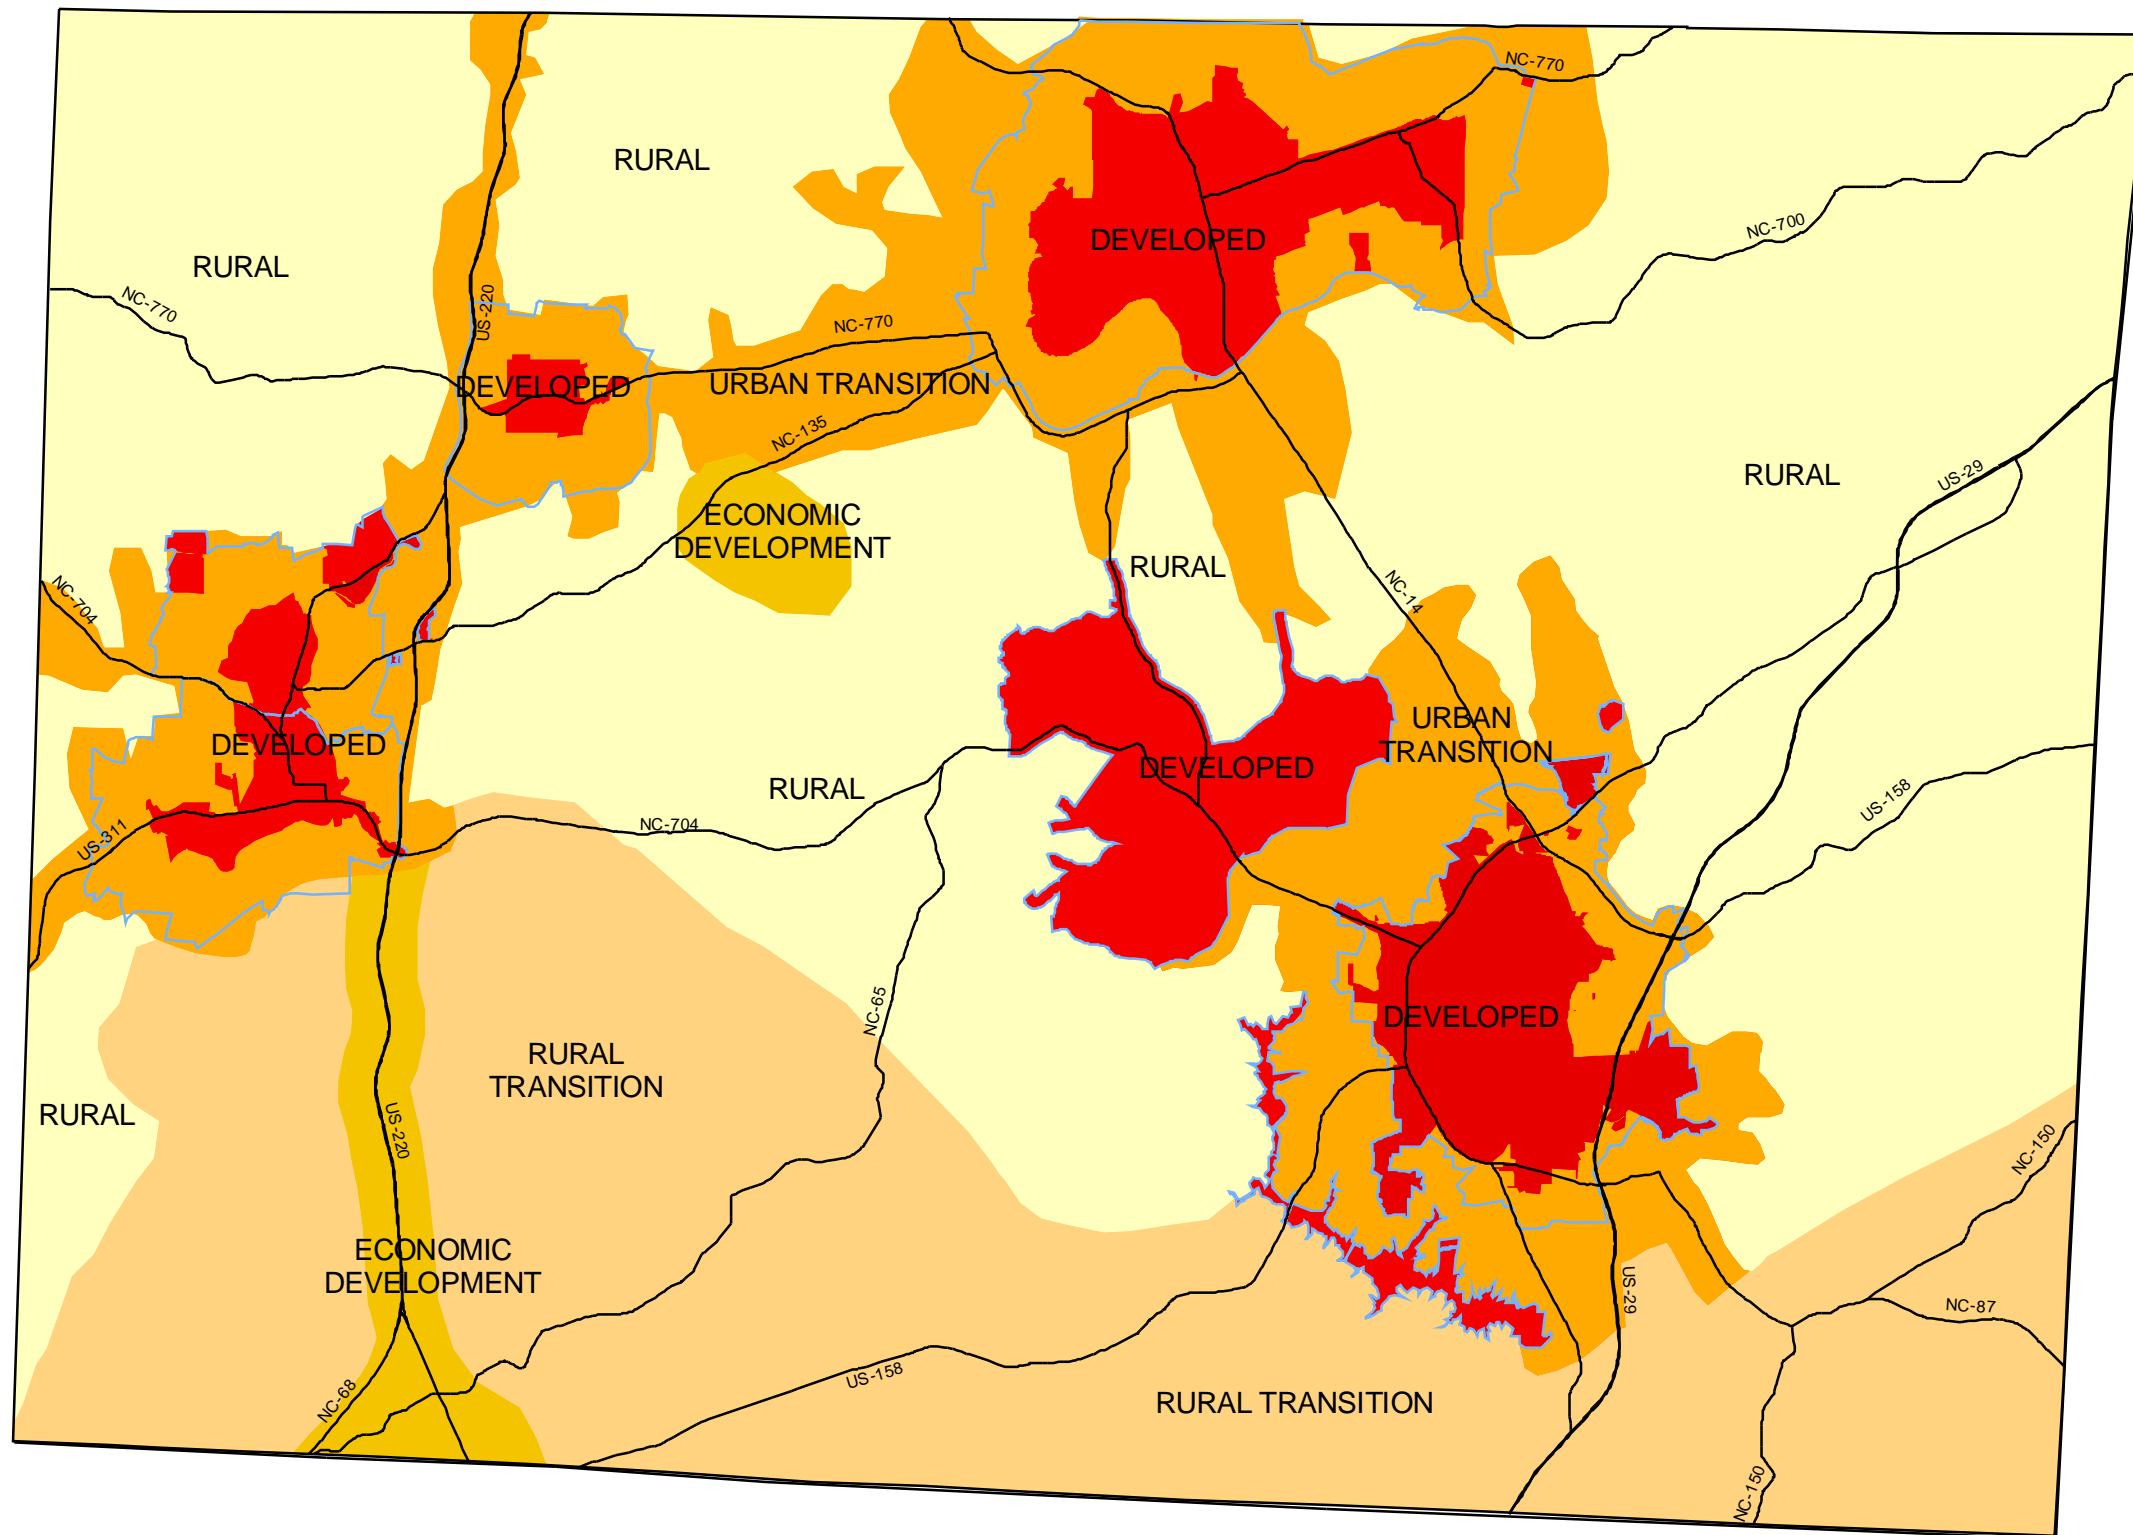 NC-770
RURAL
NC-700
DEVELOPED
RURAL
NC-770
US-220
NC-770
DEVELOPED
URBAN TRANSITION
NC-135
RURAL
US-29
ECONOMIC
DEVELOPMENT
RURAL
NC-704
NC-14
URBAN
TRANSITION
DEVELOPED
DEVELOPED
RURAL
US-158
NC-704
US-311
NC-65
DEVELOPED
RURAL
TRANSITION
RURAL
US-220
NC-150
ECONOMIC
DEVELOPMENT
US-29
NC-87
US-158
NC-68
RURAL TRANSITION
NC-150